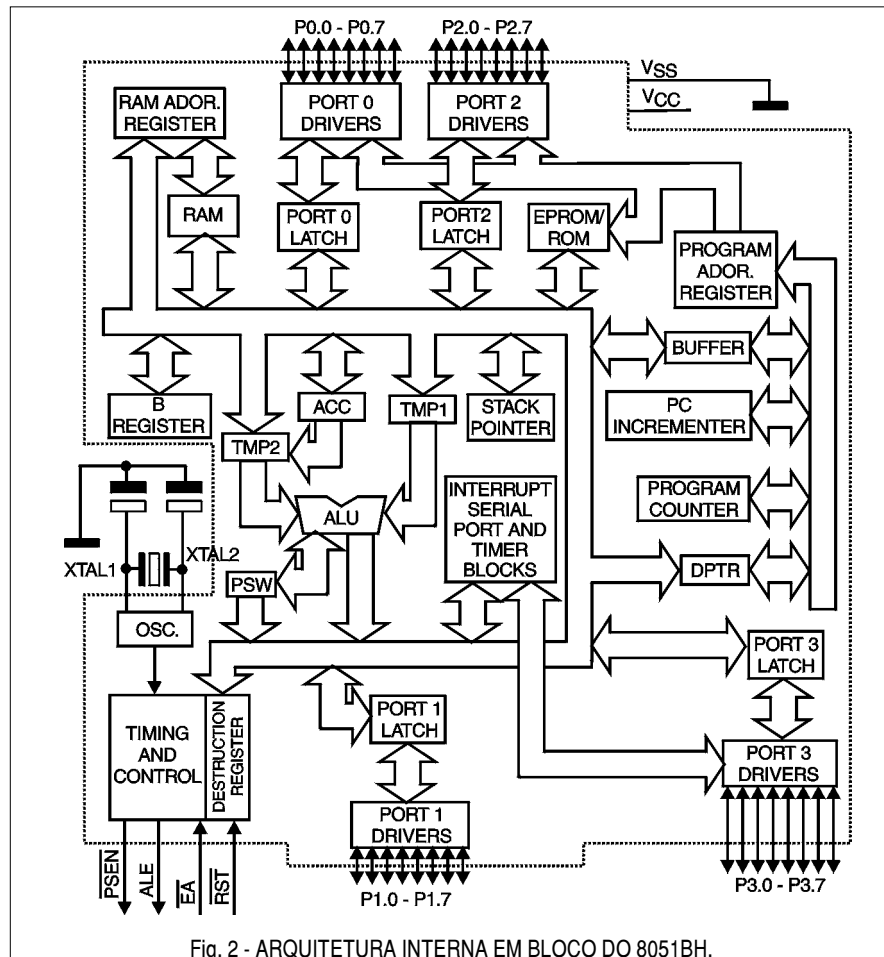 P0.0 - P0.7
P2.0 - P2.7
VSS
VCC
RAM ADOR.
REGISTER
PORT 0
DRIVERS
PORT 2
DRIVERS
RAM
PORT 0
LATCH
PORT2
LATCH
EPROM/
ROM
PROGRAM
ADOR.
REGISTER
BUFFER
B
REGISTER
ACC
TMP1
STACK
POINTER
PC
INCREMENTER
TMP2
ALU
INTERRUPT
SERIAL
PORT AND
TIMER
BLOCKS
PROGRAM
COUNTER
XTAL1
XTAL2
PSW
DPTR
OSC.
PORT 3
LATCH
TIMING
AND
CONTROL
DESTRUCTION
REGISTER
PORT 1
LATCH
PORT 3
DRIVERS
PORT 1
DRIVERS
PSEN
ALE
EA
RST
P1.0 - P1.7
P3.0 - P3.7
Fig. 2 - ARQUITETURA INTERNA EM BLOCO DO 8051BH.